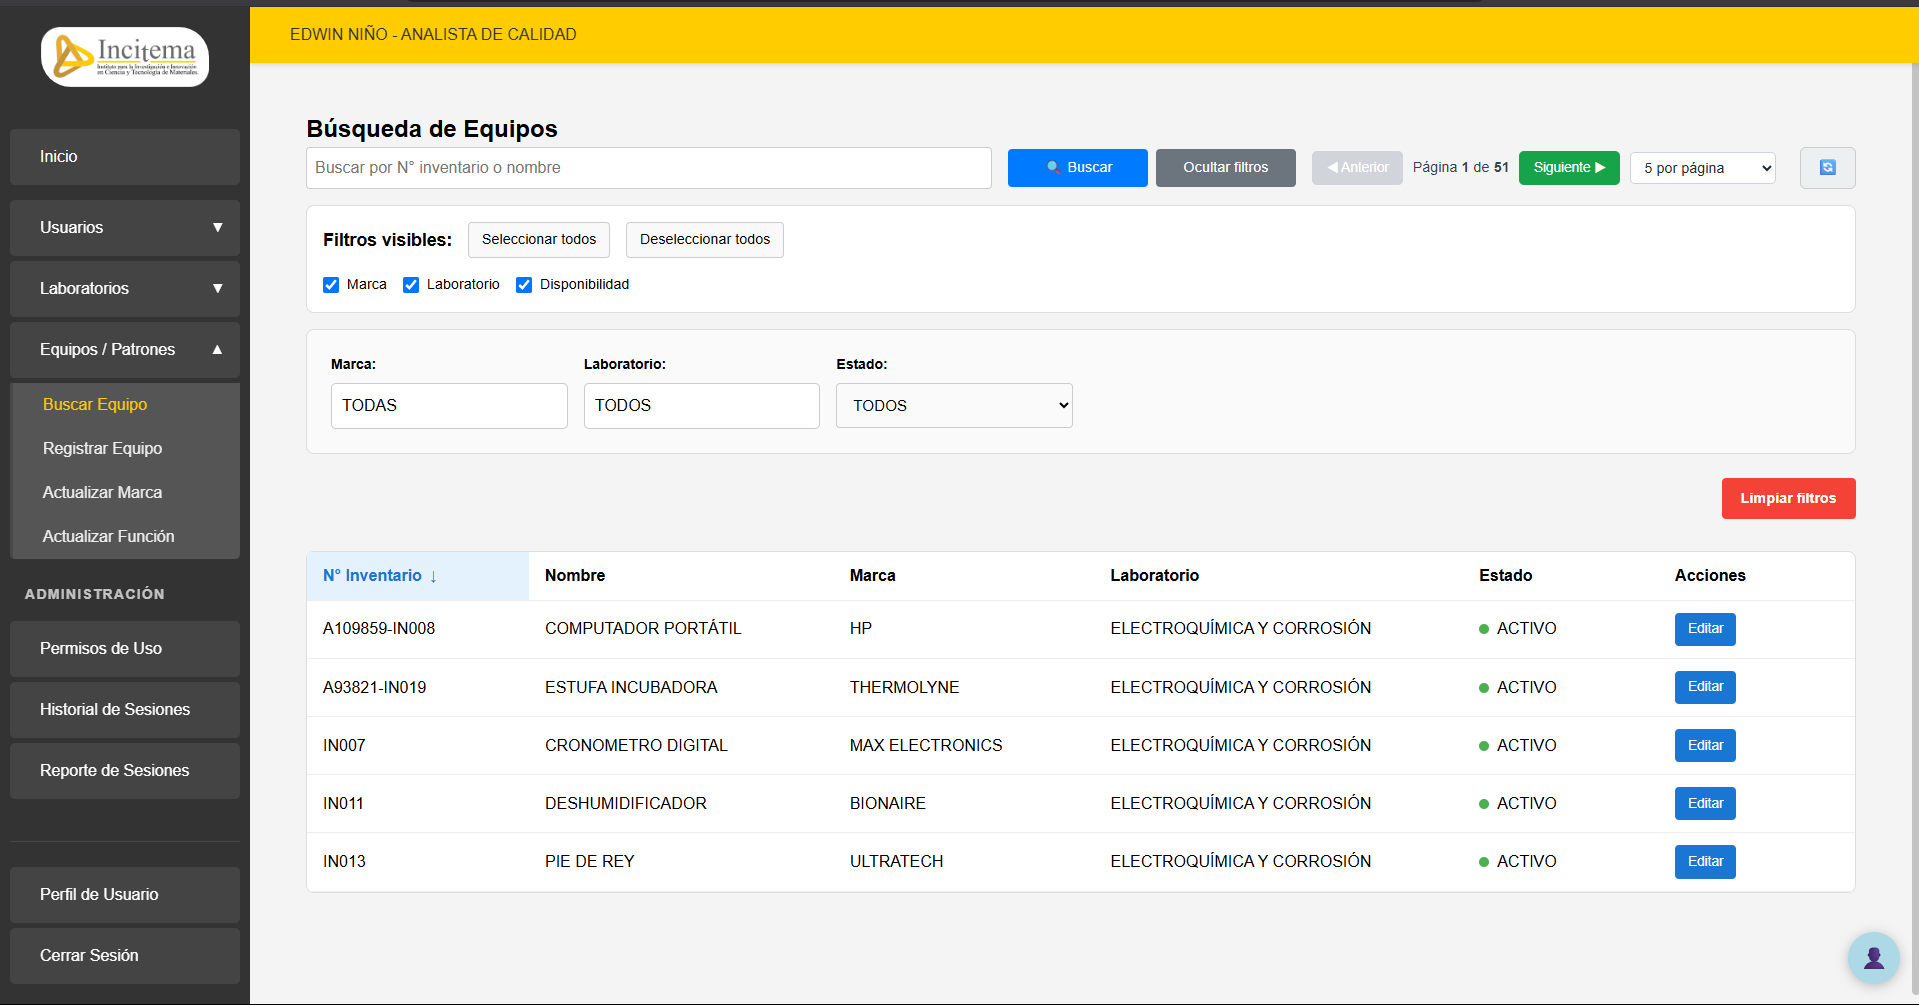 Incitema
Instituto para la Investigación e Innovación
en Ciencia y Tecnología de Materiales.
EDWIN NIÑO - ANALISTA DE CALIDAD
Inicio
Usuarios ▼
Laboratorios ▼
Equipos / Patrones ▲
Buscar Equipo
Registrar Equipo
Actualizar Marca
Actualizar Función
ADMINISTRACIÓN
Permisos de Uso
Historial de Sesiones
Reporte de Sesiones
Perfil de Usuario
Cerrar Sesión
Búsqueda de Equipos
Buscar por N° inventario o nombre
🔍 Buscar
Ocultar filtros
◀ Anterior
Página 1 de 51
Siguiente ▶
5 por página
Filtros visibles:
Seleccionar todos
Deseleccionar todos
Marca
Laboratorio
Disponibilidad
Marca: Laboratorio: Estado:
TODAS TODOS TODOS
Limpiar filtros
N° Inventario ↓ Nombre Marca Laboratorio Estado Acciones
A109859-IN008 COMPUTADOR PORTÁTIL HP ELECTROQUÍMICA Y CORROSIÓN ACTIVO Editar
A93821-IN019 ESTUFA INCUBADORA THERMOLYNE ELECTROQUÍMICA Y CORROSIÓN ACTIVO Editar
IN007 CRONOMETRO DIGITAL MAX ELECTRONICS ELECTROQUÍMICA Y CORROSIÓN ACTIVO Editar
IN011 DESHUMIDIFICADOR BIONAIRE ELECTROQUÍMICA Y CORROSIÓN ACTIVO Editar
IN013 PIE DE REY ULTRATECH ELECTROQUÍMICA Y CORROSIÓN ACTIVO Editar